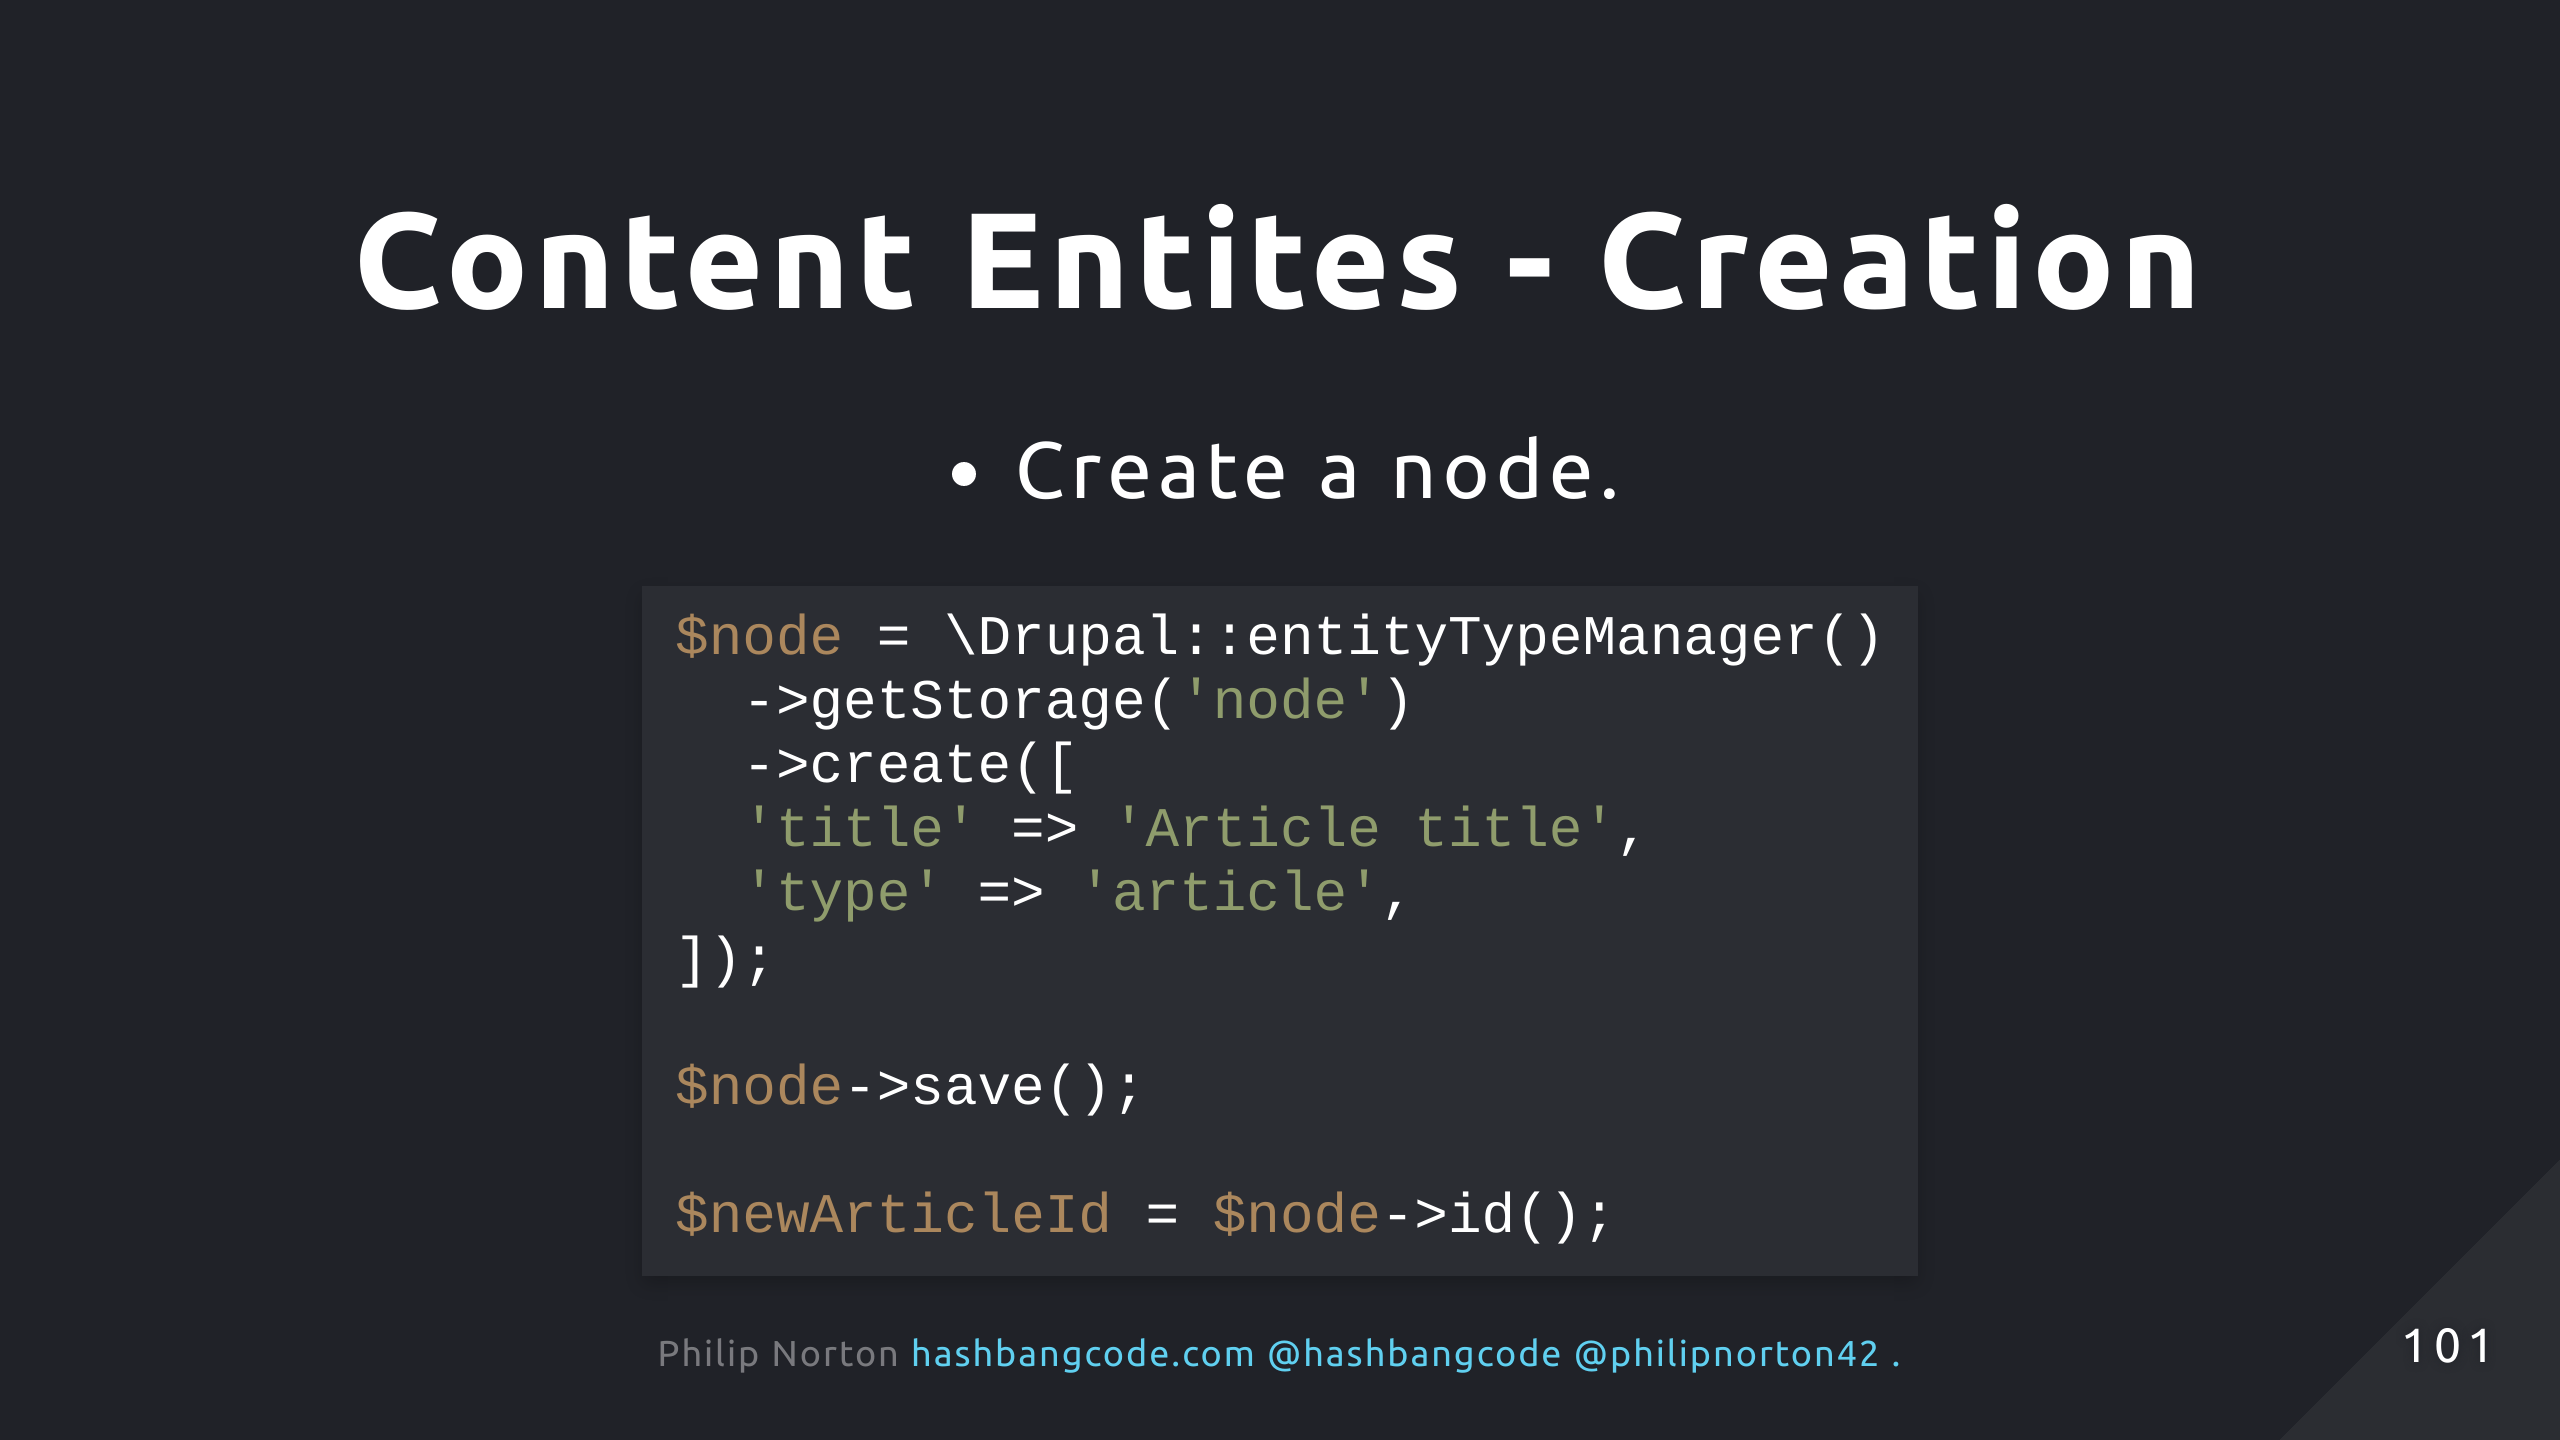 Content Entites - Creation
• Create a node.
$node = \Drupal::entityTypeManager()
  ->getStorage('node')
  ->create([
  'title' => 'Article title',
  'type' => 'article',
]);

$node->save();

$newArticleId = $node->id();
Philip Norton hashbangcode.com @hashbangcode @philipnorton42 .
101